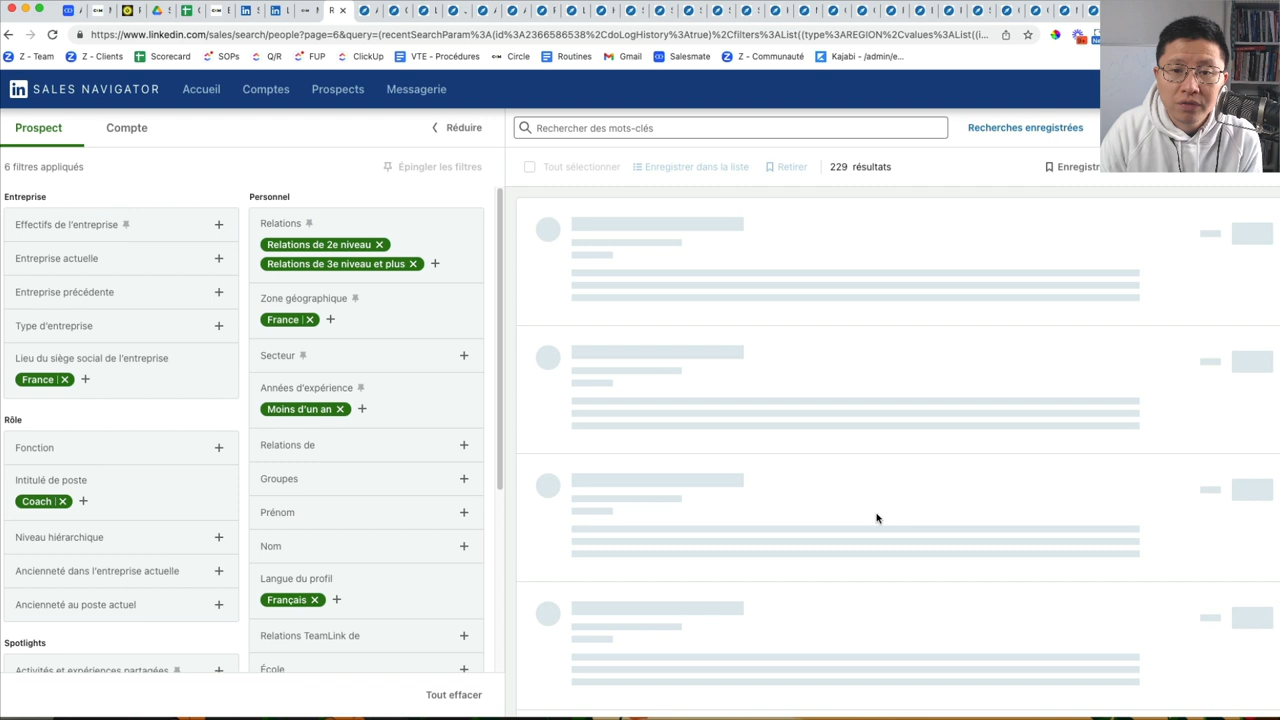 https://www.linkedin.com/sales/search/people?page=6&query=(recentSearchParam%3A(id%3A2366586538%2CdoLogHistory%3Atrue)%2Cfilters%3AList((type%3AREGION%2Cvalues%3AList((i...
Z - Team
Z - Clients
Scorecard
SOPs
Q/R
FUP
ClickUp
VTE - Procédures
Circle
Routines
Gmail
Salesmate
Z - Communauté
Kajabi - /admin/e...
in SALES NAVIGATOR
Accueil
Comptes
Prospects
Messagerie
Prospect
Compte
Réduire
Rechercher des mots-clés
Recherches enregistrées
6 filtres appliqués
Épingler les filtres
Tout sélectionner
Enregistrer dans la liste
Retirer
229 résultats
Enregistr
Entreprise
Effectifs de l'entreprise
Entreprise actuelle
Entreprise précédente
Type d'entreprise
Lieu du siège social de l'entreprise
France
Rôle
Fonction
Intitulé de poste
Coach
Niveau hiérarchique
Ancienneté dans l'entreprise actuelle
Ancienneté au poste actuel
Spotlights
Activités et expériences partagées
Personnel
Relations
Relations de 2e niveau
Relations de 3e niveau et plus
Zone géographique
France
Secteur
Années d'expérience
Moins d'un an
Relations de
Groupes
Prénom
Nom
Langue du profil
Français
Relations TeamLink de
École
Tout effacer